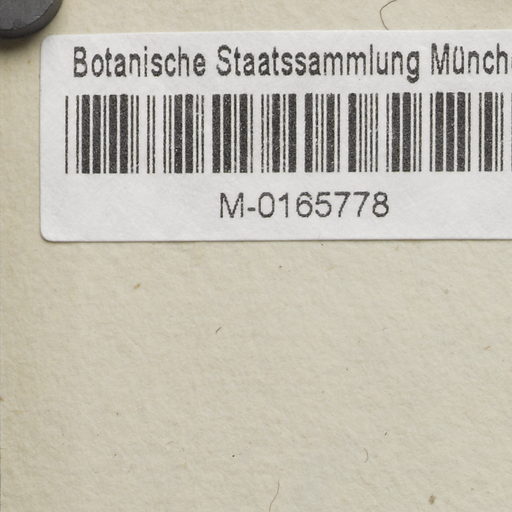 Botanische Staatssammlung Münch
M-0165778